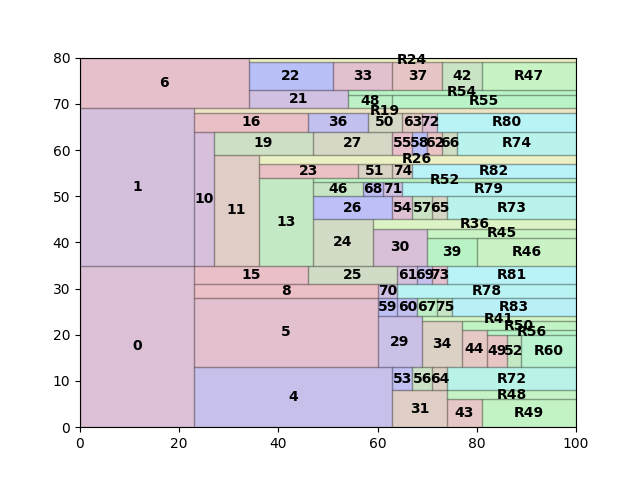 80
R24
6 22 33 37 42 R47
R54
70
21 48 R55
R19
16 36 50 63 72 R80
60
19 27 55 58 62 66 R74
R26
23 51 74 R82
R52
1 10 46 68 71 R79
50
11 13 26 54 57 65 R73
R36
R45
40
24 30 39 R46
15 25 61 69 73 R81
30
8 70 R78
59 60 67 75 R83
R41
R50
20
5 R56
0 29 34 44 49 52 R60
10
53 56 64 R72
4 R48
31 43 R49
0
0 20 40 60 80 100